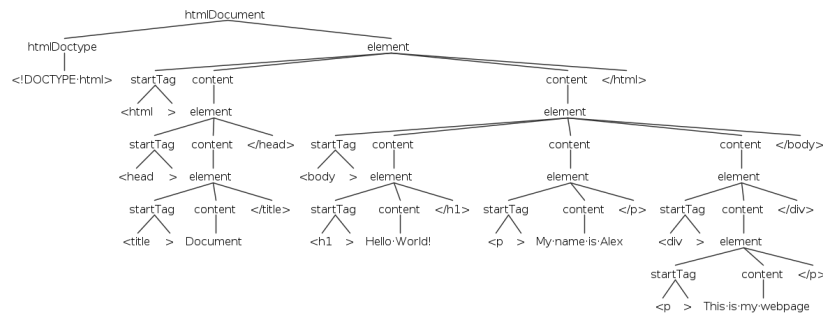 htmlDocument
htmlDoctype element
<!DOCTYPE·html> startTag content content </html>
<html > element element
startTag content </head> startTag content content content </body>
<head > element <body > element element element
startTag content </title> startTag content </h1> startTag content </p> startTag content </div>
<title > Document <h1 > Hello·World! <p > My·name·is·Alex <div > element
startTag content </p>
<p > This·is·my·webpage